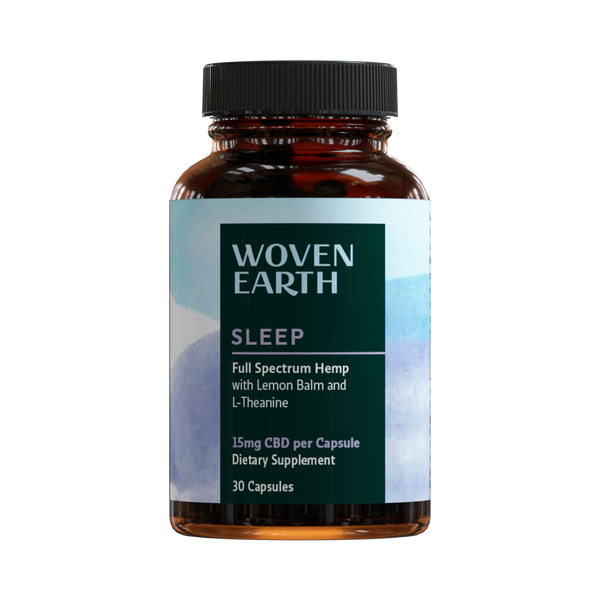 WOVEN
EARTH
SLEEP
Full Spectrum Hemp
with Lemon Balm and
L-Theanine
15mg CBD per Capsule
Dietary Supplement
30 Capsules